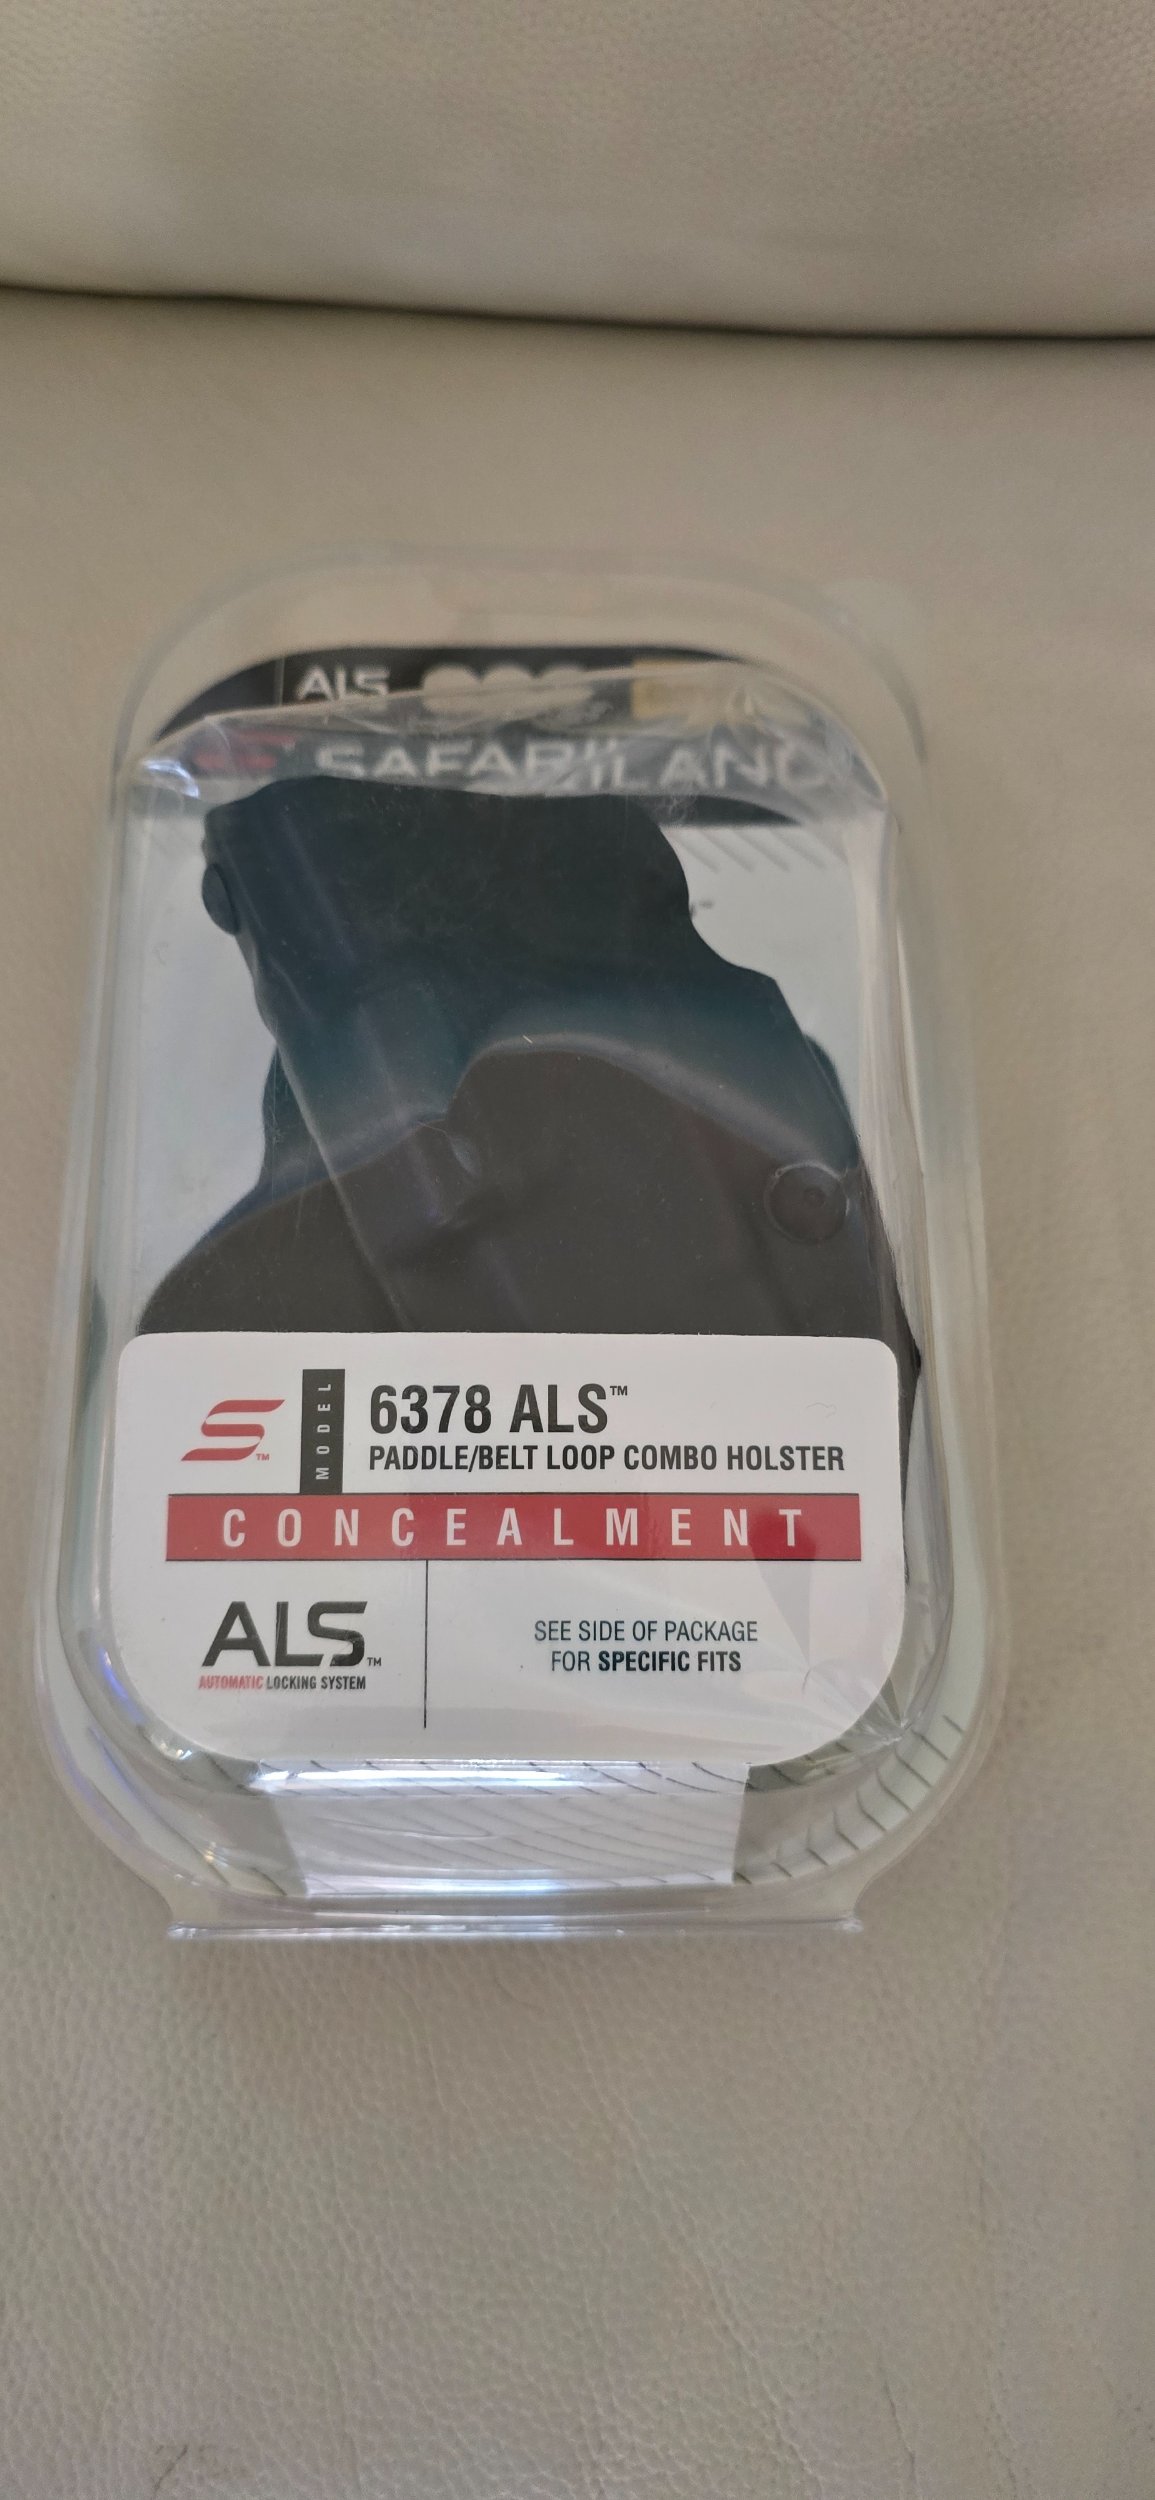 ALS
SAFARILAND
MODEL
6378 ALS™
PADDLE/BELT LOOP COMBO HOLSTER
CONCEALMENT
ALS™
AUTOMATIC LOCKING SYSTEM
SEE SIDE OF PACKAGE
FOR SPECIFIC FITS